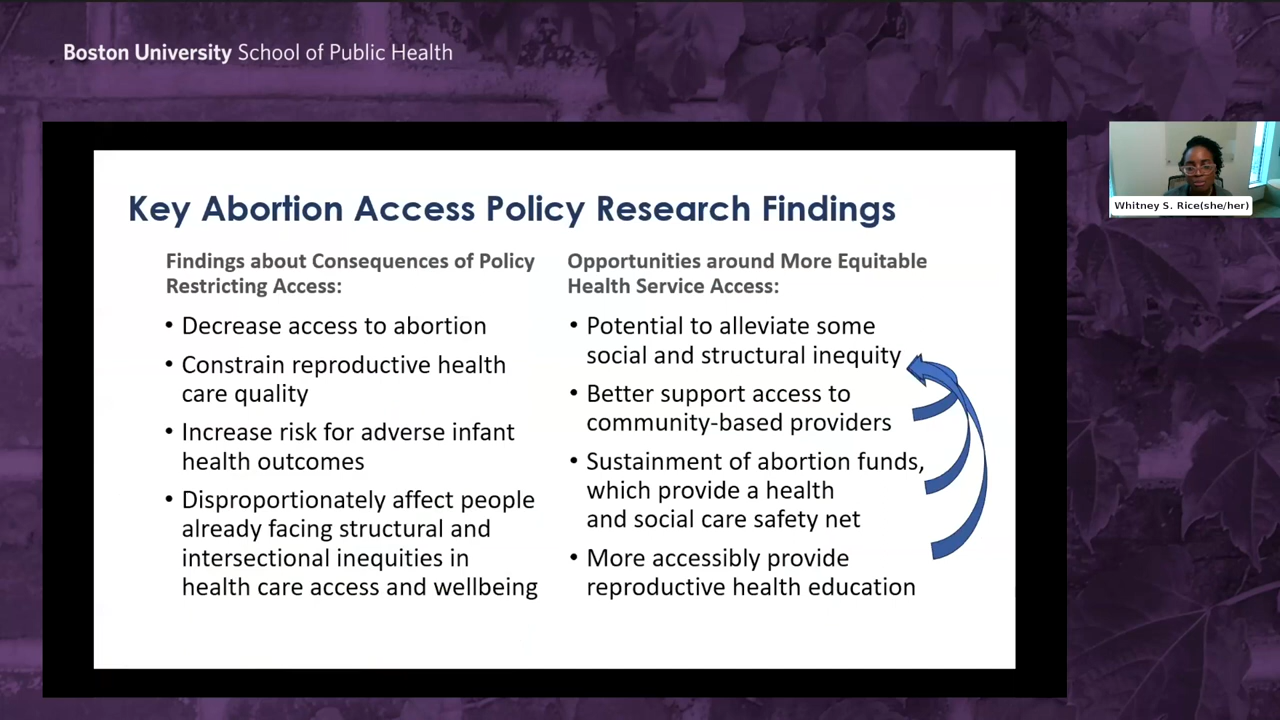 Boston University School of Public Health
Key Abortion Access Policy Research Findings
Findings about Consequences of Policy
Restricting Access:
• Decrease access to abortion
• Constrain reproductive health
care quality
• Increase risk for adverse infant
health outcomes
• Disproportionately affect people
already facing structural and
intersectional inequities in
health care access and wellbeing
Opportunities around More Equitable
Health Service Access:
• Potential to alleviate some
social and structural inequity
• Better support access to
community-based providers
• Sustainment of abortion funds,
which provide a health
and social care safety net
• More accessibly provide
reproductive health education
Whitney S. Rice(she/her)